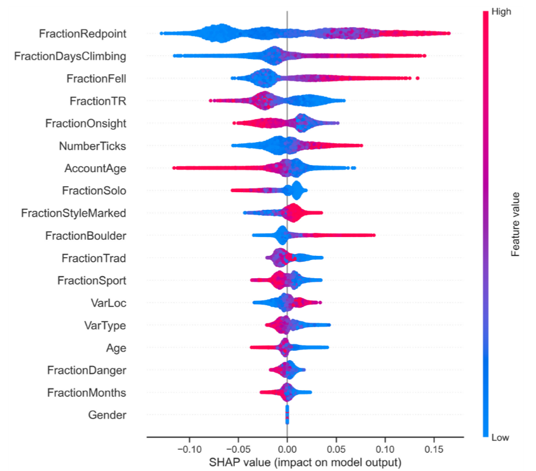 High
FractionRedpoint
FractionDaysClimbing
FractionFell
FractionTR
FractionOnsight
NumberTicks
AccountAge
FractionSolo
FractionStyleMarked
FractionBoulder
FractionTrad
FractionSport
VarLoc
VarType
Age
FractionDanger
FractionMonths
Gender
Feature value
Low
−0.10 −0.05 0.00 0.05 0.10 0.15
SHAP value (impact on model output)